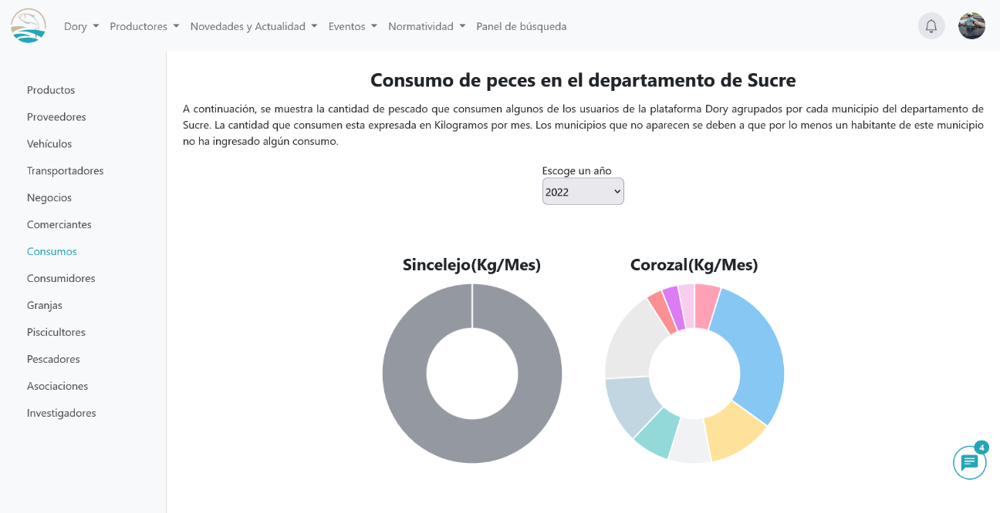 Dory Productores Novedades y Actualidad Eventos Normatividad Panel de búsqueda
Productos
Proveedores
Vehículos
Transportadores
Negocios
Comerciantes
Consumos
Consumidores
Granjas
Piscicultores
Pescadores
Asociaciones
Investigadores
Consumo de peces en el departamento de Sucre
A continuación, se muestra la cantidad de pescado que consumen algunos de los usuarios de la plataforma Dory agrupados por cada municipio del departamento de
Sucre. La cantidad que consumen esta expresada en Kilogramos por mes. Los municipios que no aparecen se deben a que por lo menos un habitante de este municipio
no ha ingresado algún consumo.
Escoge un año
2022
Sincelejo(Kg/Mes)
Corozal(Kg/Mes)
4